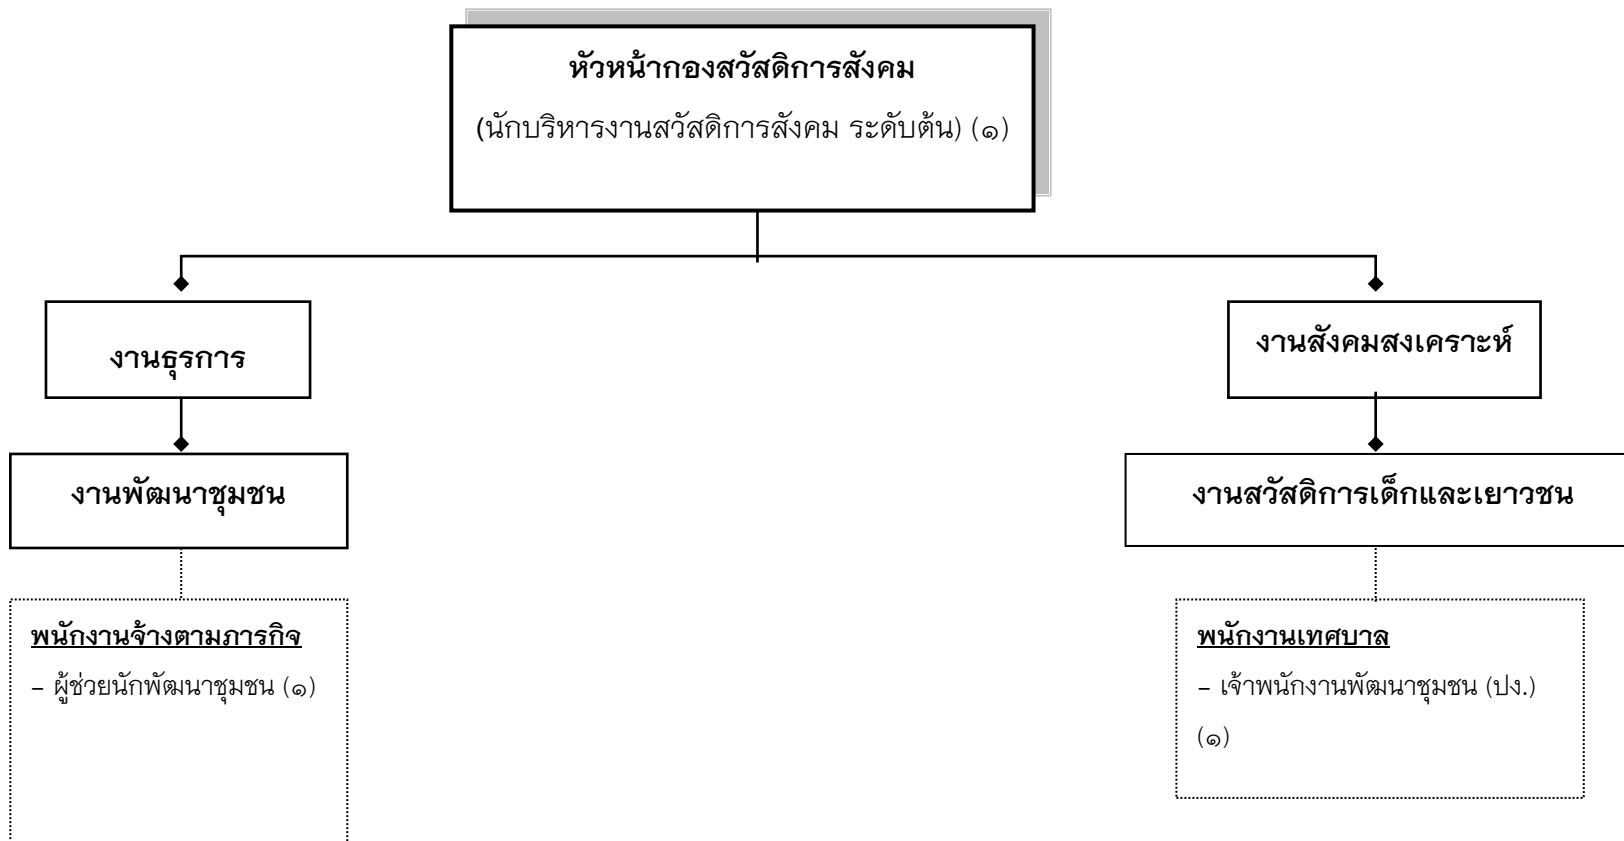 หัวหน้ากองสวัสดิการสังคม
(นักบริหารงานสวัสดิการสังคม ระดับต้น) (๑)
งานธุรการ
งานสังคมสงเคราะห์
งานพัฒนาชุมชน
งานสวัสดิการเด็กและเยาวชน
พนักงานจ้างตามภารกิจ
– ผู้ช่วยนักพัฒนาชุมชน (๑)
พนักงานเทศบาล
– เจ้าพนักงานพัฒนาชุมชน (ปง.)
(๑)